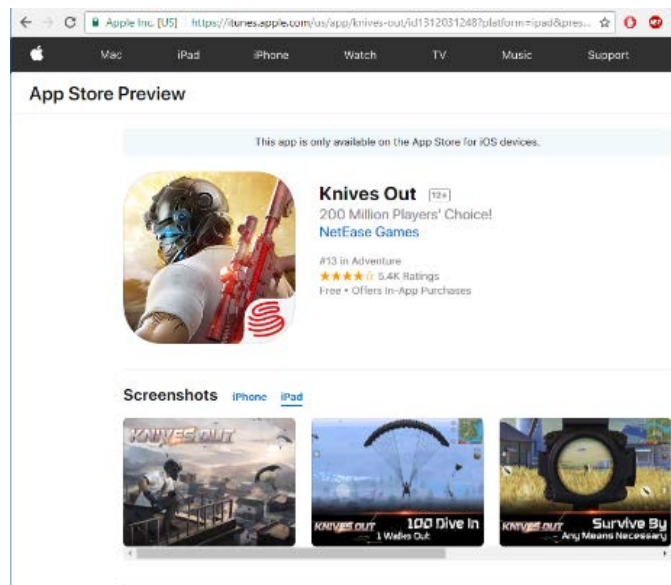 Apple Inc. [US] https://itunes.apple.com/us/app/knives-out/id1312031248?platform=ipad&pres...
Mac iPad iPhone Watch TV Music Support
App Store Preview
This app is only available on the App Store for iOS devices.
Knives Out 12+
200 Million Players' Choice!
NetEase Games
#13 in Adventure
★★★★☆ 5.4K Ratings
Free • Offers In-App Purchases
Screenshots iPhone iPad
KNIVES OUT
KNIVES OUT 100 Dive In
1 Walks Out
KNIVES OUT Survive By
Any Means Necessary